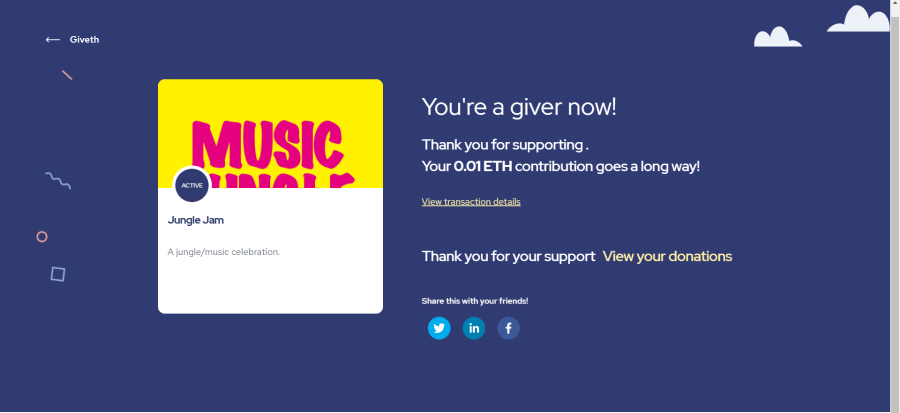 Giveth
MUSIC
JUNGLE
ACTIVE
Jungle Jam
A jungle/music celebration.
You're a giver now!
Thank you for supporting .
Your 0.01 ETH contribution goes a long way!
View transaction details
Thank you for your support View your donations
Share this with your friends!
in
f